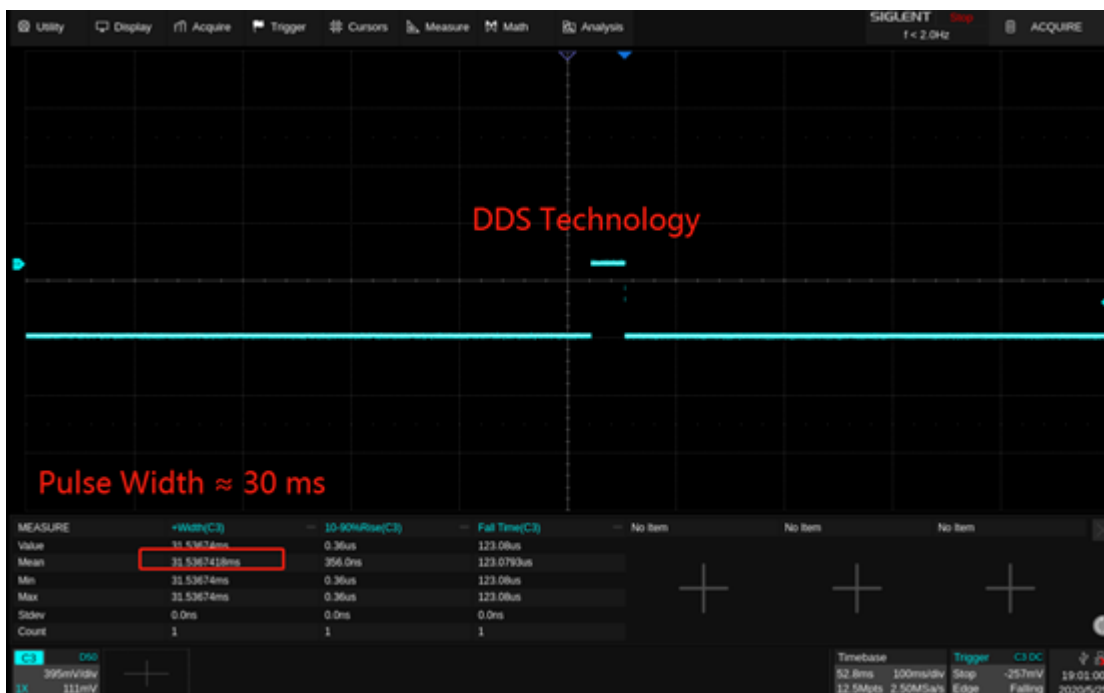 Utility Display Acquire Trigger Cursors Measure Math Analysis SIGLENT Stop ACQUIRE
f < 2.0Hz
DDS Technology
Pulse Width ≈ 30 ms
MEASURE +Width(C3) 10-90%Rise(C3) Fall Time(C3) No Item No Item No Item
Value 31.53674ms 0.36us 123.08us
Mean 31.5367418ms 356.0ns 123.0793us
Min 31.53674ms 0.36us 123.08us
Max 31.53674ms 0.36us 123.08us
Stdev 0.0ns 0.0ns 0.0ns
Count 1 1 1
C3 D50 Timebase Trigger C3 DC
395mV/div 52.8ms 100ms/div Stop -257mV 19:01:00
1X 111mV 12.5Mpts 2.50MSa/s Edge Falling